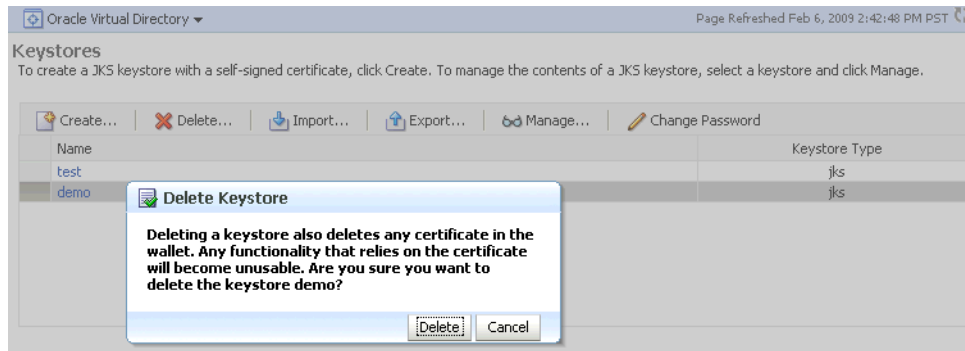 Oracle Virtual Directory
Page Refreshed Feb 6, 2009 2:42:48 PM PST
Keystores
To create a JKS keystore with a self-signed certificate, click Create. To manage the contents of a JKS keystore, select a keystore and click Manage.
Create... Delete... Import... Export... Manage... Change Password
Name Keystore Type
test jks
demo jks
Delete Keystore
Deleting a keystore also deletes any certificate in the
wallet. Any functionality that relies on the certificate
will become unusable. Are you sure you want to
delete the keystore demo?
Delete Cancel